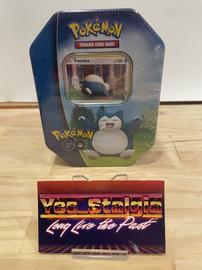 POKÉMON
TRADING CARD GAME
Snorlax
POKÉMON
GO
Yes_Stalgia
Long Live the Past